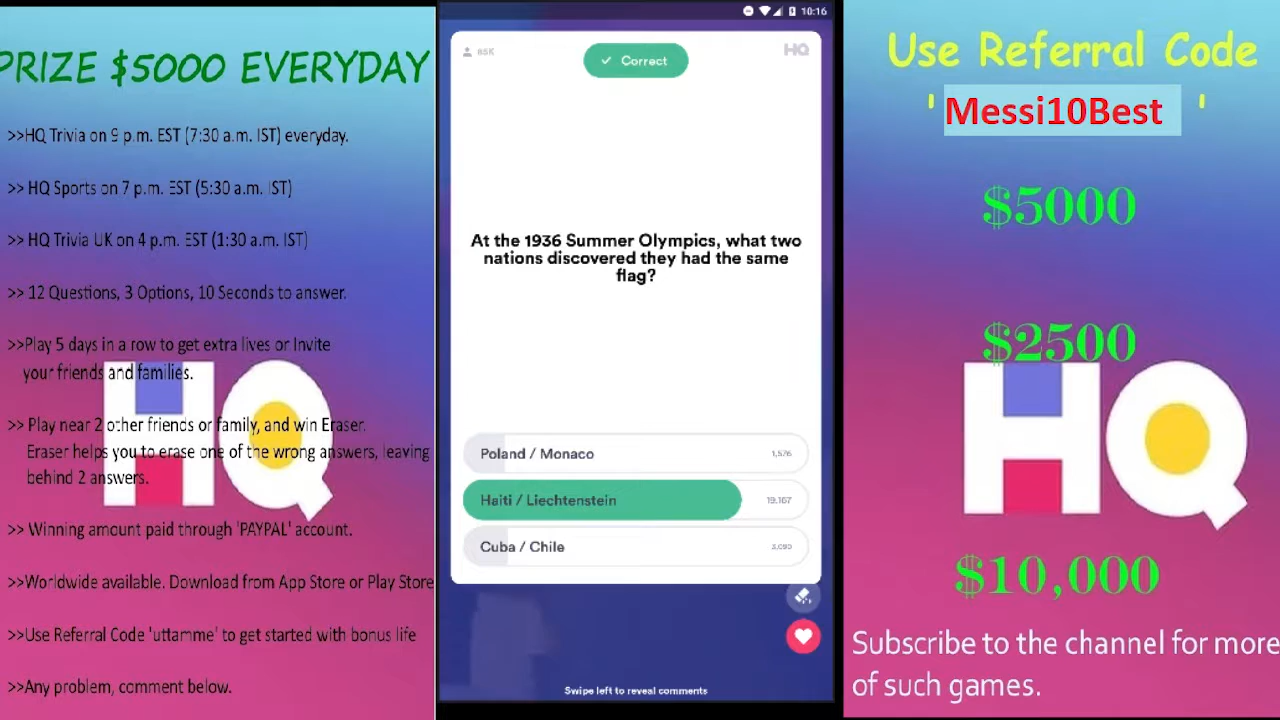 PRIZE $5000 EVERYDAY
>>HQ Trivia on 9 p.m. EST (7:30 a.m. IST) everyday.
>> HQ Sports on 7 p.m. EST (5:30 a.m. IST)
>> HQ Trivia UK on 4 p.m. EST (1:30 a.m. IST)
>> 12 Questions, 3 Options, 10 Seconds to answer.
>>Play 5 days in a row to get extra lives or Invite
your friends and families.
>> Play near 2 other friends or family, and win Eraser.
Eraser helps you to erase one of the wrong answers, leaving
behind 2 answers.
>> Winning amount paid through 'PAYPAL' account.
>>Worldwide available. Download from App Store or Play Store
>>Use Referral Code 'uttamme' to get started with bonus life
>>Any problem, comment below.
HQ
10:16
85K
Correct
HQ
At the 1936 Summer Olympics, what two
nations discovered they had the same
flag?
Poland / Monaco 1,576
Haiti / Liechtenstein 19,167
Cuba / Chile
Swipe left to reveal comments
Use Referral Code
' Messi10Best '
$5000
$2500
HQ
$10,000
Subscribe to the channel for more
of such games.